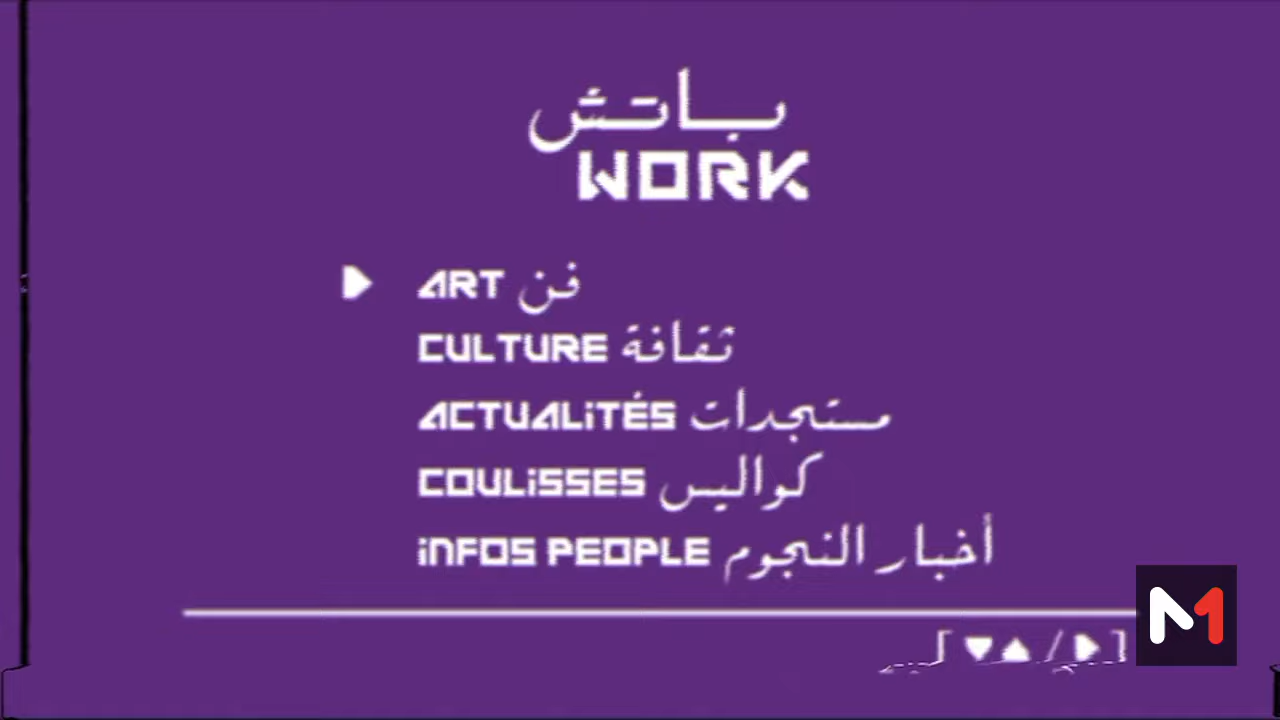 باتش
WORK
ART فن
CULTURE ثقافة
ACTUALiTÉS مستجدات
COULiSSES كواليس
iNFOS PEOPLE أخبار النجوم
[▼▲/▶]
M1